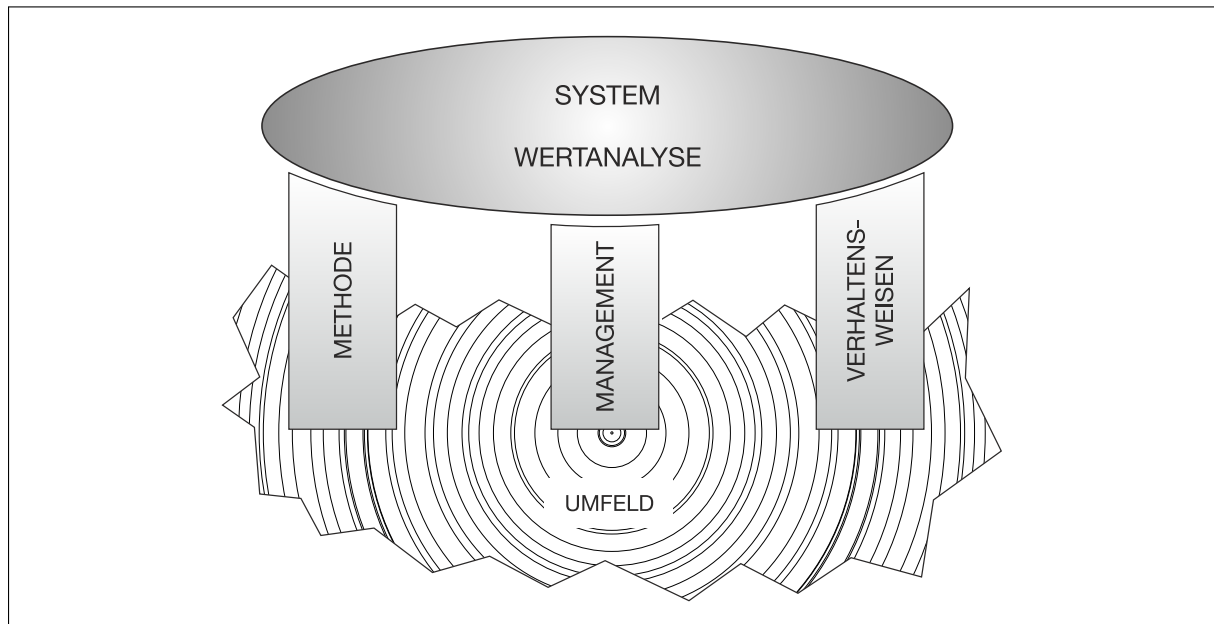 SYSTEM
WERTANALYSE
METHODE
MANAGEMENT
VERHALTENS-
WEISEN
UMFELD